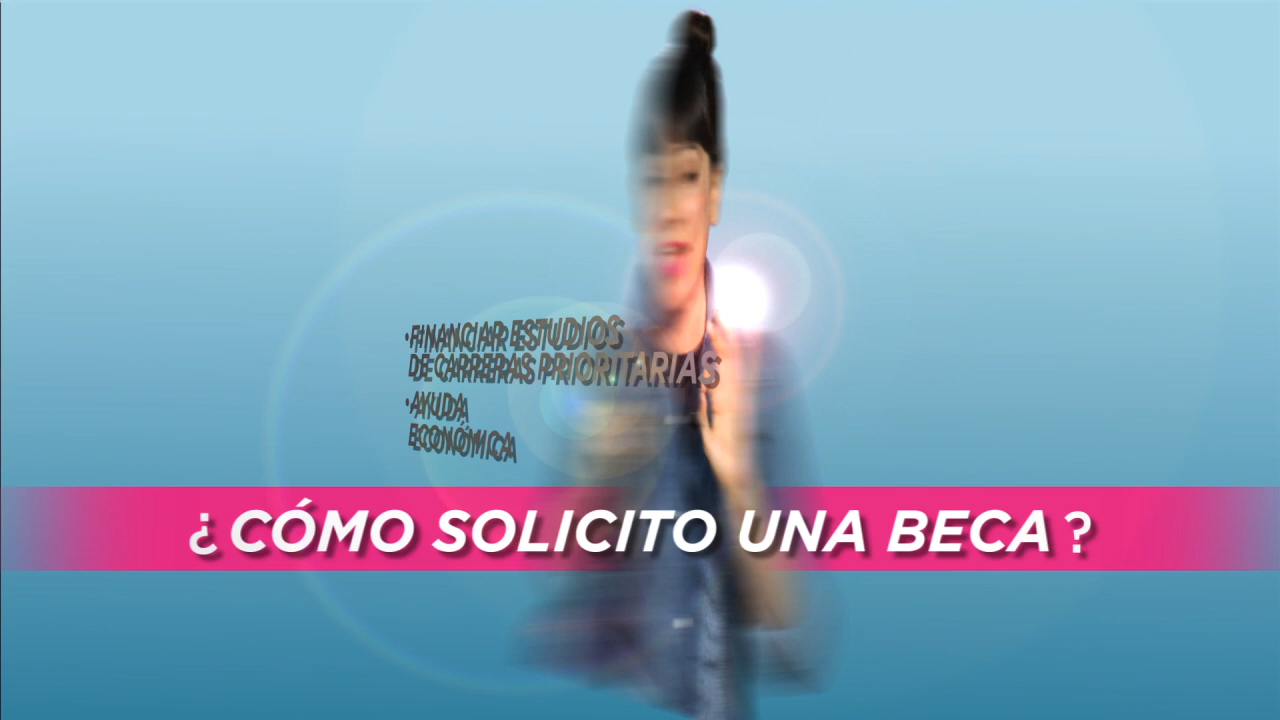 •FINANCIAR ESTUDIOS
DE CARRERAS PRIORITARIAS
•AYUDA
ECONÓMICA
¿CÓMO SOLICITO UNA BECA?